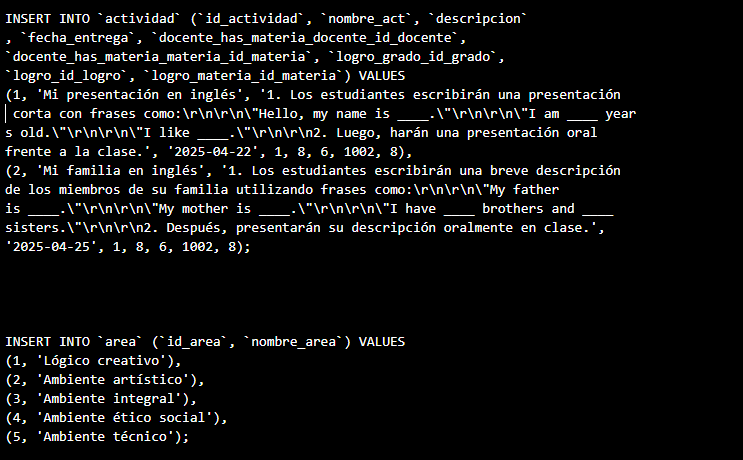 INSERT INTO `actividad` (`id_actividad`, `nombre_act`, `descripcion`
, `fecha_entrega`, `docente_has_materia_docente_id_docente`,
`docente_has_materia_materia_id_materia`, `logro_grado_id_grado`,
`logro_id_logro`, `logro_materia_id_materia`) VALUES
(1, 'Mi presentación en inglés', '1. Los estudiantes escribirán una presentación
 corta con frases como:\r\n\r\n\"Hello, my name is ____.\"\r\n\r\n\"I am ____ year
s old.\"\r\n\r\n\"I like ____.\"\r\n\r\n2. Luego, harán una presentación oral
frente a la clase.', '2025-04-22', 1, 8, 6, 1002, 8),
(2, 'Mi familia en inglés', '1. Los estudiantes escribirán una breve descripción
de los miembros de su familia utilizando frases como:\r\n\r\n\"My father
is ____.\"\r\n\r\n\"My mother is ____.\"\r\n\r\n\"I have ____ brothers and ____
sisters.\"\r\n\r\n2. Después, presentarán su descripción oralmente en clase.',
'2025-04-25', 1, 8, 6, 1002, 8);
INSERT INTO `area` (`id_area`, `nombre_area`) VALUES
(1, 'Lógico creativo'),
(2, 'Ambiente artístico'),
(3, 'Ambiente integral'),
(4, 'Ambiente ético social'),
(5, 'Ambiente técnico');